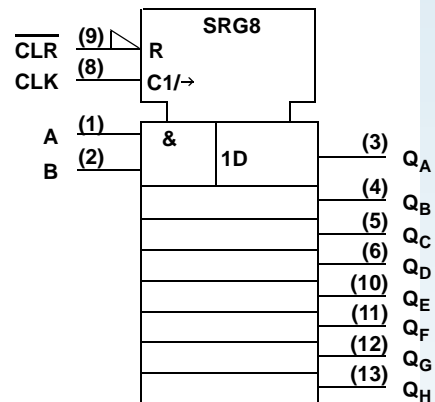 SRG8
CLR (9) R
CLK (8) C1/→
A (1) & 1D (3) QA
B (2)
(4) QB
(5) QC
(6) QD
(10) QE
(11) QF
(12) QG
(13) QH